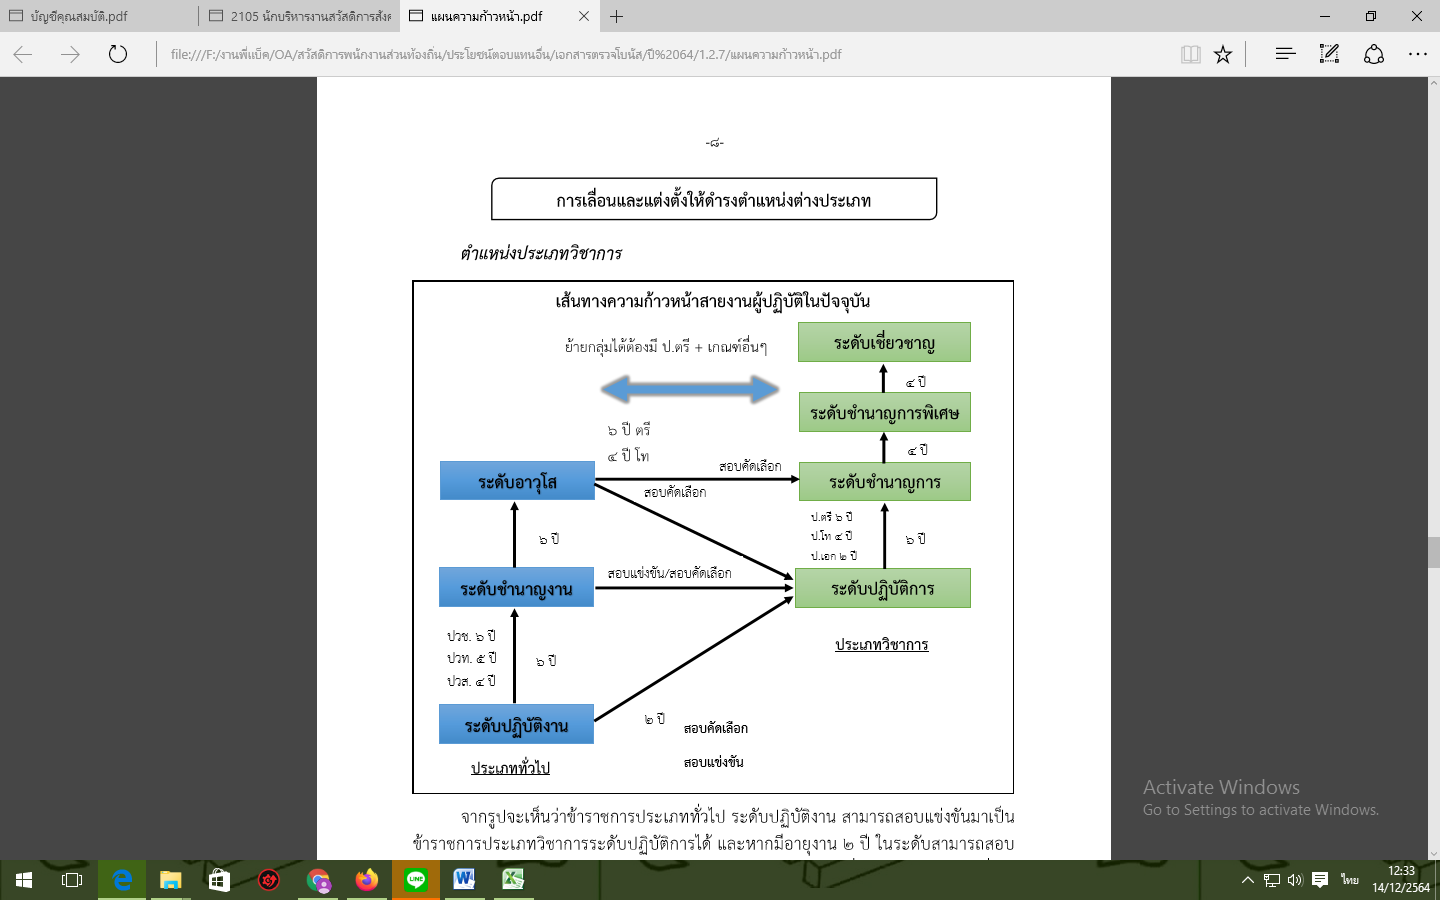 บัญชีคุณสมบัติ.pdf
2105 นักบริหารงานสวัสดิการสังค
แผนความก้าวหน้า.pdf
file:///F:/งานพี่แป๊ด/OA/สวัสดิการพนักงานส่วนท้องถิ่น/ประโยชน์ตอบแทนอื่น/เอกสารตรวจโบนัส/ปี%2064/1.2.7/แผนความก้าวหน้า.pdf
-๘-
การเลื่อนและแต่งตั้งให้ดำรงตำแหน่งต่างประเภท
ตำแหน่งประเภทวิชาการ
เส้นทางความก้าวหน้าสายงานผู้ปฏิบัติในปัจจุบัน
ย้ายกลุ่มได้ต้องมี ป.ตรี + เกณฑ์อื่นๆ
ระดับเชี่ยวชาญ
๔ ปี
ระดับชำนาญการพิเศษ
๖ ปี ตรี
๔ ปี โท
๔ ปี
ระดับอาวุโส
สอบคัดเลือก
สอบคัดเลือก
ระดับชำนาญการ
๖ ปี
ป.ตรี ๖ ปี
ป.โท ๔ ปี
ป.เอก ๒ ปี
๖ ปี
ระดับชำนาญงาน
สอบแข่งขัน/สอบคัดเลือก
ระดับปฏิบัติการ
ปวช. ๖ ปี
ปวท. ๕ ปี
ปวส. ๔ ปี
๖ ปี
ประเภทวิชาการ
ระดับปฏิบัติงาน
๒ ปี
สอบคัดเลือก
สอบแข่งขัน
ประเภททั่วไป
จากรูปจะเห็นว่าข้าราชการประเภททั่วไป ระดับปฏิบัติงาน สามารถสอบแข่งขันมาเป็น
ข้าราชการประเภทวิชาการระดับปฏิบัติการได้ และหากมีอายุงาน ๒ ปี ในระดับสามารถสอบ
Activate Windows
Go to Settings to activate Windows.
LINE
ไทย
12:33
14/12/2564